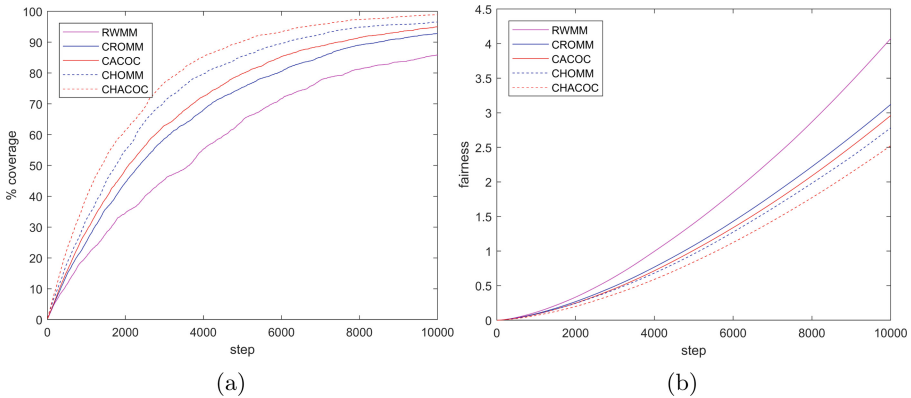 100
90
80
70
60
50
40
30
20
10
0
% coverage
RWMM
CROMM
CACOC
CHOMM
CHACOC
0 2000 4000 6000 8000 10000
step
(a)
4.5
4
3.5
3
2.5
2
1.5
1
0.5
0
fairness
RWMM
CROMM
CACOC
CHOMM
CHACOC
0 2000 4000 6000 8000 10000
step
(b)